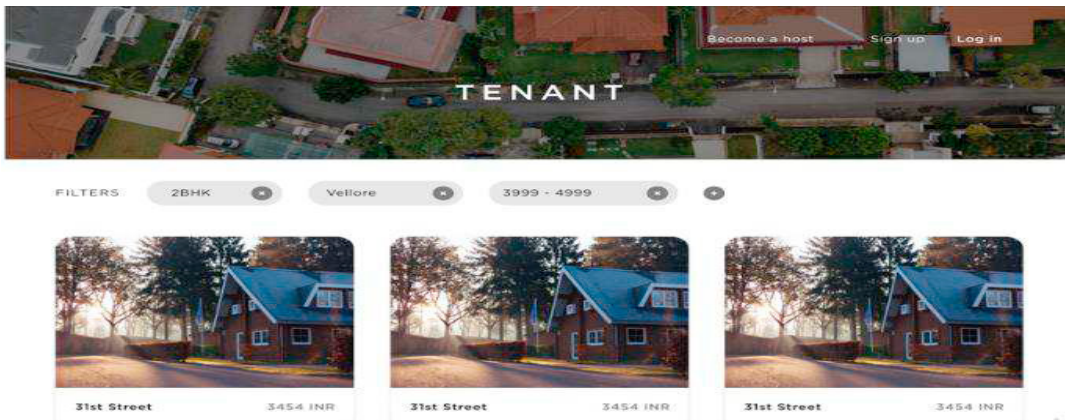 Become a host Sign up Log in
TENANT
FILTERS 2BHK Vellore 3999 - 4999
31st Street 3454 INR 31st Street 3454 INR 31st Street 3454 INR